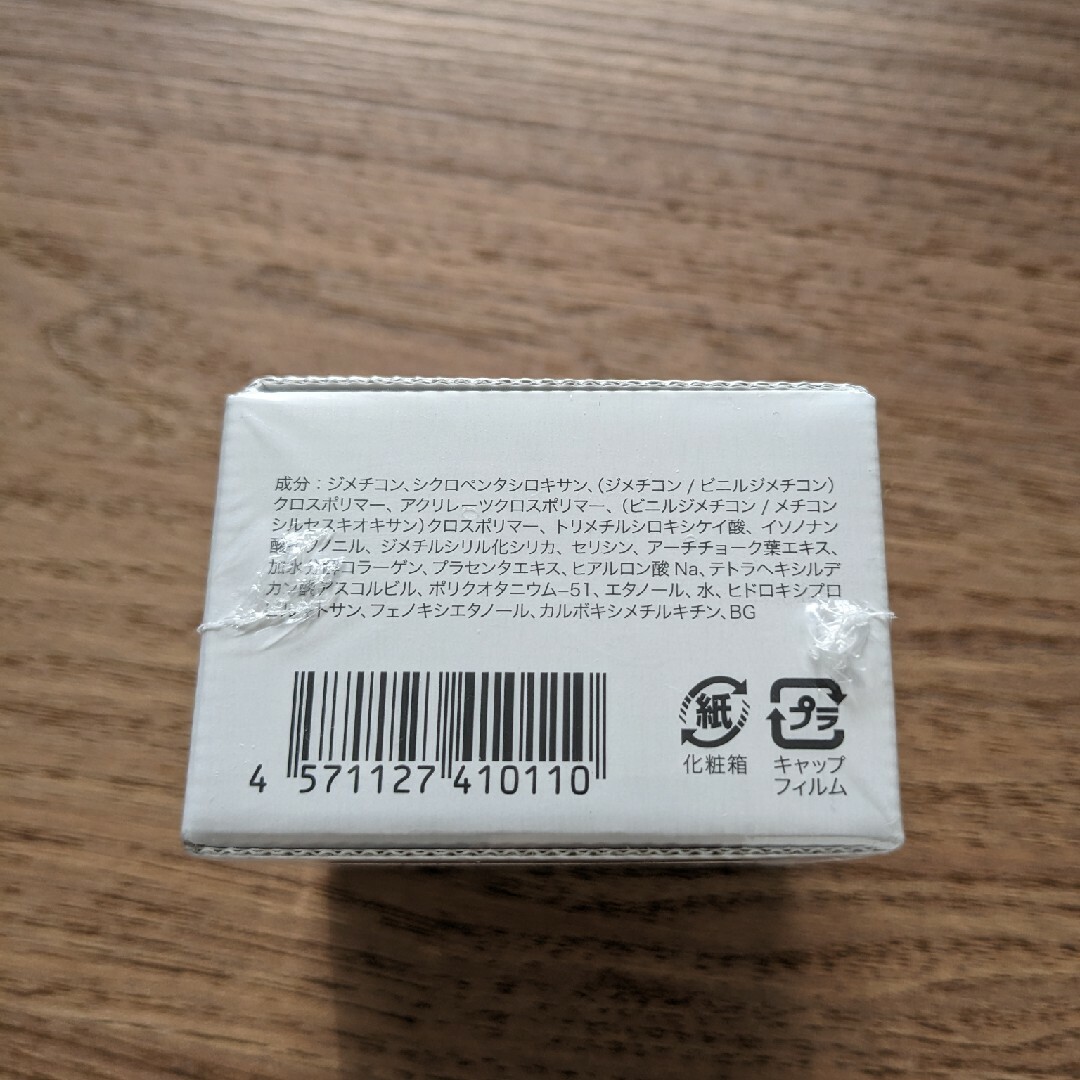 成分：ジメチコン、シクロペンタシロキサン、（ジメチコン / ビニルジメチコン）
クロスポリマー、アクリレーツクロスポリマー、（ビニルジメチコン / メチコン
シルセスキオキサン）クロスポリマー、トリメチルシロキシケイ酸、イソノナン
酸イソノニル、ジメチルシリル化シリカ、セリシン、アーチチョーク葉エキス、
加水分解コラーゲン、プラセンタエキス、ヒアルロン酸 Na、テトラヘキシルデ
カン酸アスコルビル、ポリクオタニウム-51、エタノール、水、ヒドロキシプロ
トサン、フェノキシエタノール、カルボキシメチルキチン、BG
4 571127 410110
紙 プラ
化粧箱 キャップ
フィルム